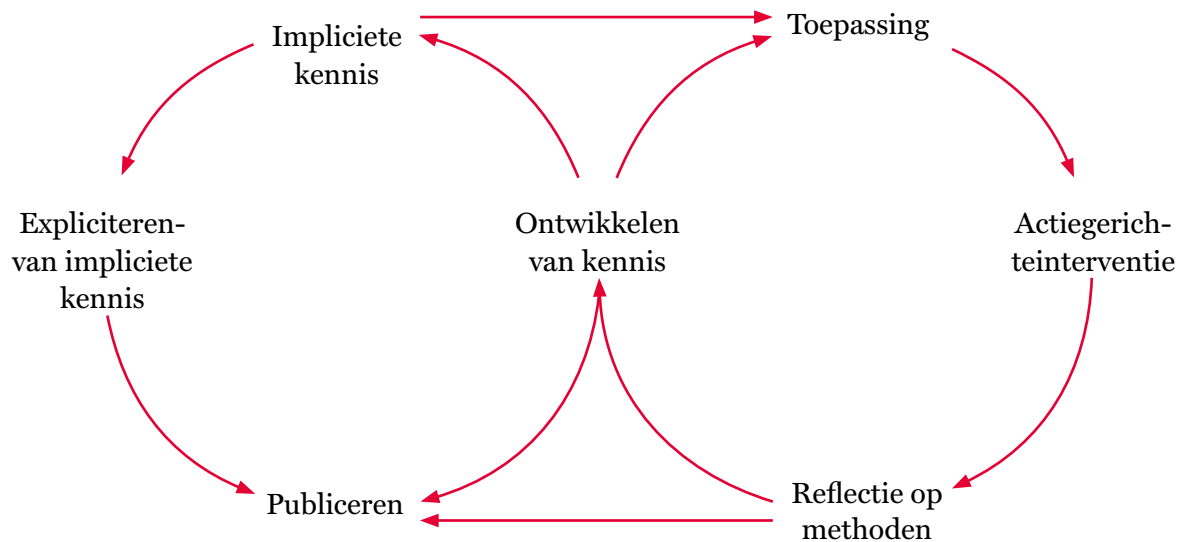 Impliciete
kennis
Toepassing
Expliciteren-
van impliciete
kennis
Ontwikkelen
van kennis
Actiegerich-
teinterventie
Publiceren
Reflectie op
methoden